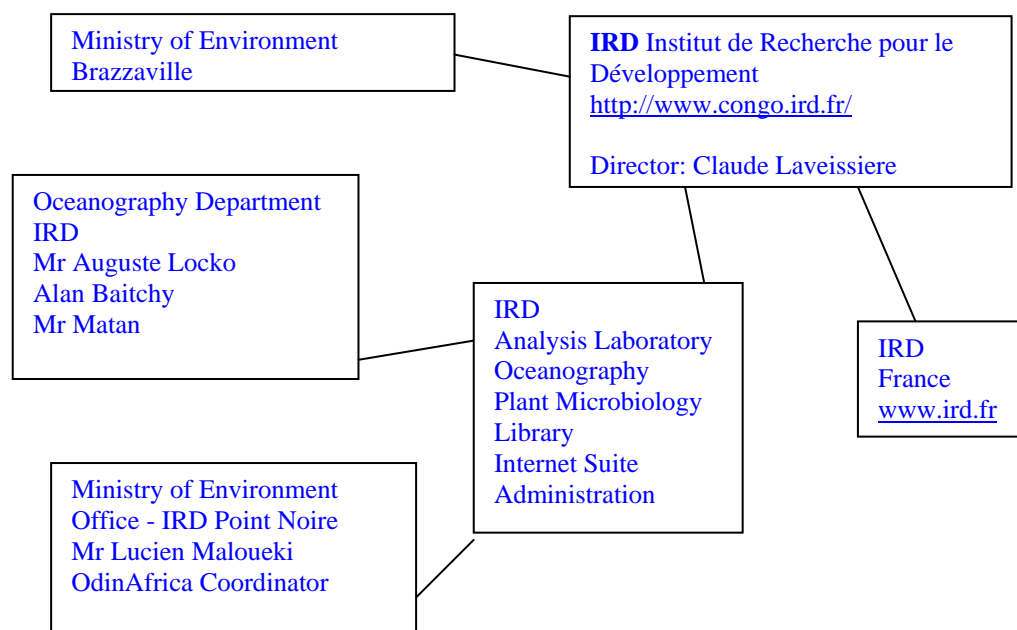 Ministry of Environment
Brazzaville
IRD Institut de Recherche pour le
Développement
http://www.congo.ird.fr/
Director: Claude Laveissiere
Oceanography Department
IRD
Mr Auguste Locko
Alan Baitchy
Mr Matan
IRD
Analysis Laboratory
Oceanography
Plant Microbiology
Library
Internet Suite
Administration
IRD
France
www.ird.fr
Ministry of Environment
Office - IRD Point Noire
Mr Lucien Maloueki
OdinAfrica Coordinator